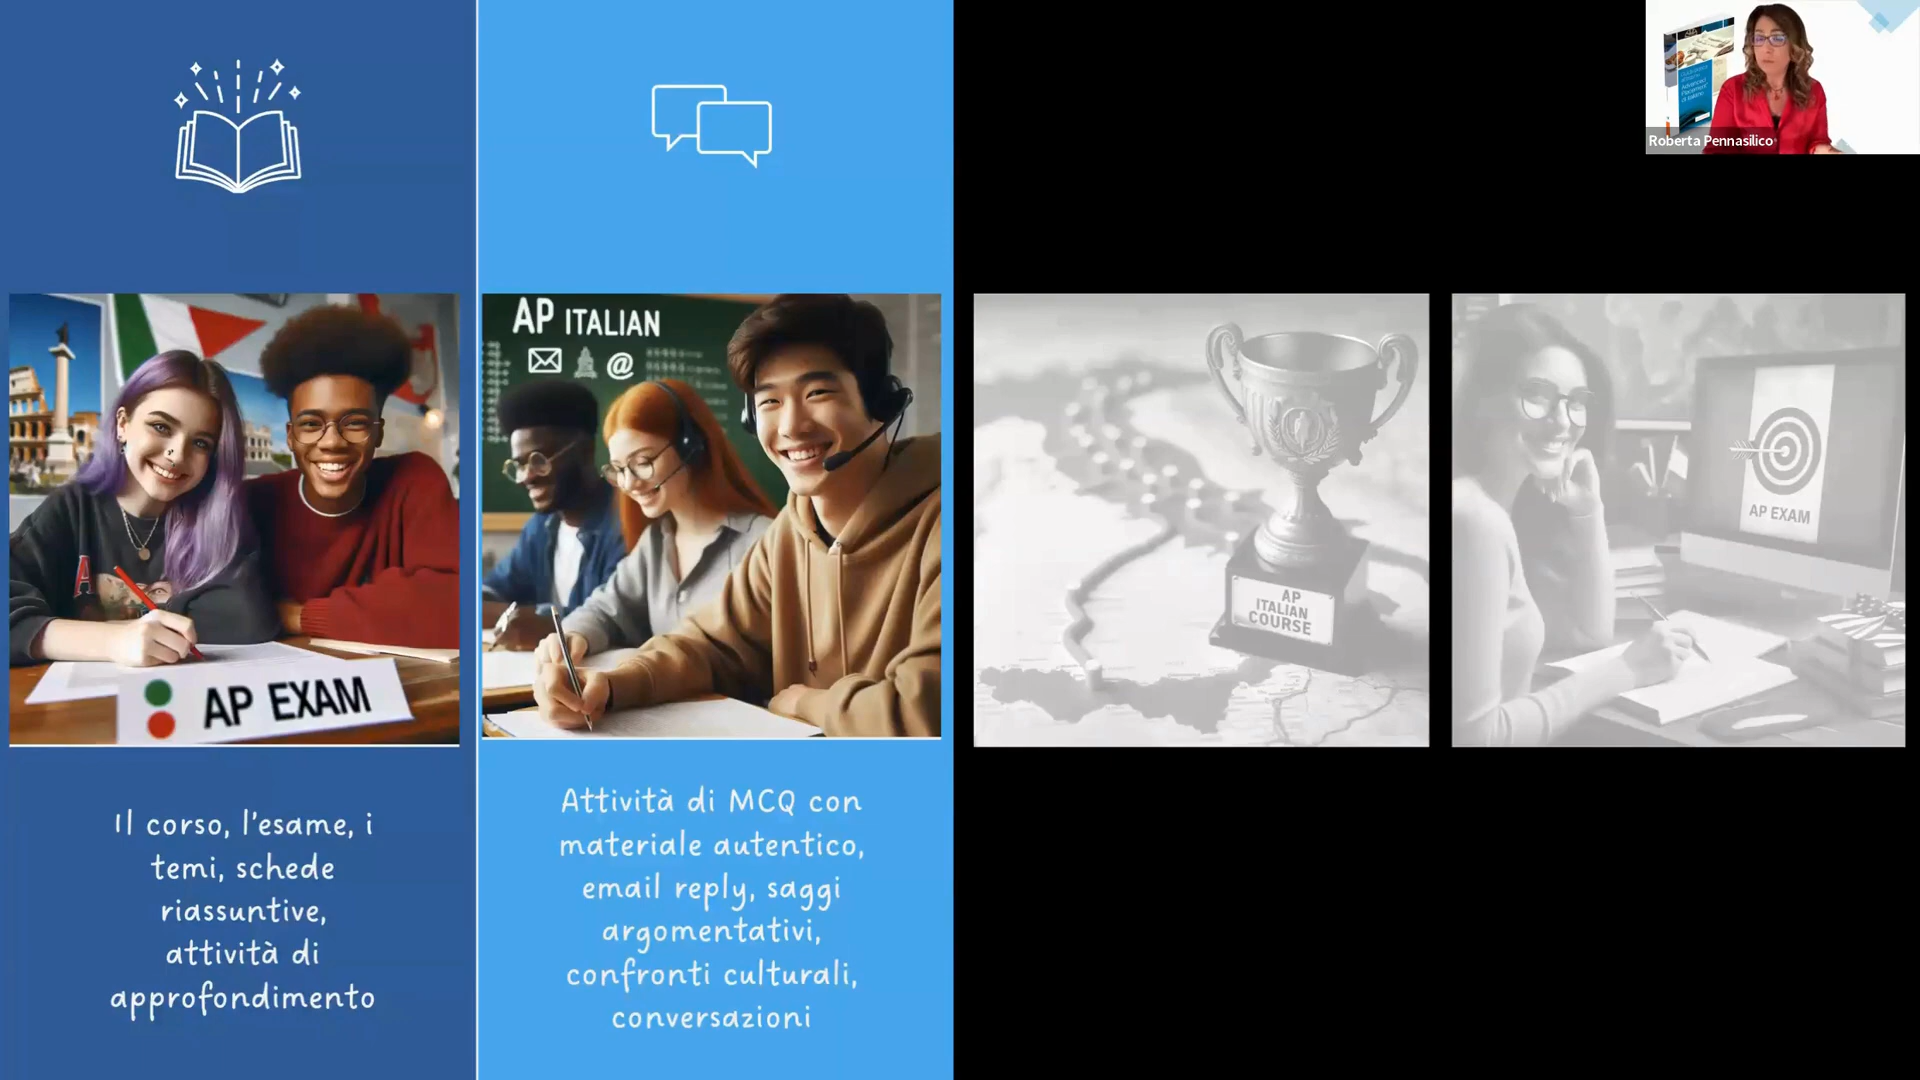 Roberta Pennasilico
AP ITALIAN
@
AP EXAM
AP
ITALIAN
COURSE
AP EXAM
Il corso, l'esame, i
temi, schede
riassuntive,
attività di
approfondimento
Attività di MCQ con
materiale autentico,
email reply, saggi
argomentativi,
confronti culturali,
conversazioni